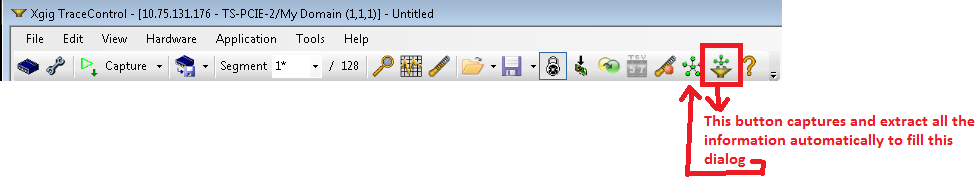 Xgig TraceControl - [10.75.131.176 - TS-PCIE-2/My Domain (1,1,1)] - Untitled
File Edit View Hardware Application Tools Help
Capture Segment 1* / 128 TSV 57 ?
This button captures and extract all the
information automatically to fill this
dialog